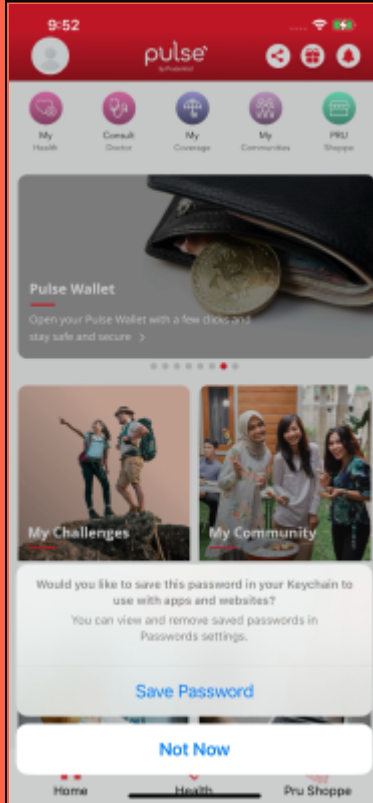 9:52
pulse
by Prudential
My
Health
Consult
Doctor
My
Coverage
My
Communities
PRU
Shoppe
Pulse Wallet
Open your Pulse Wallet with a few clicks and
stay safe and secure >
My Challenges
My Community
Would you like to save this password in your Keychain to
use with apps and websites?
You can view and remove saved passwords in
Passwords settings.
Save Password
Not Now
Home
Health
Pru Shoppe